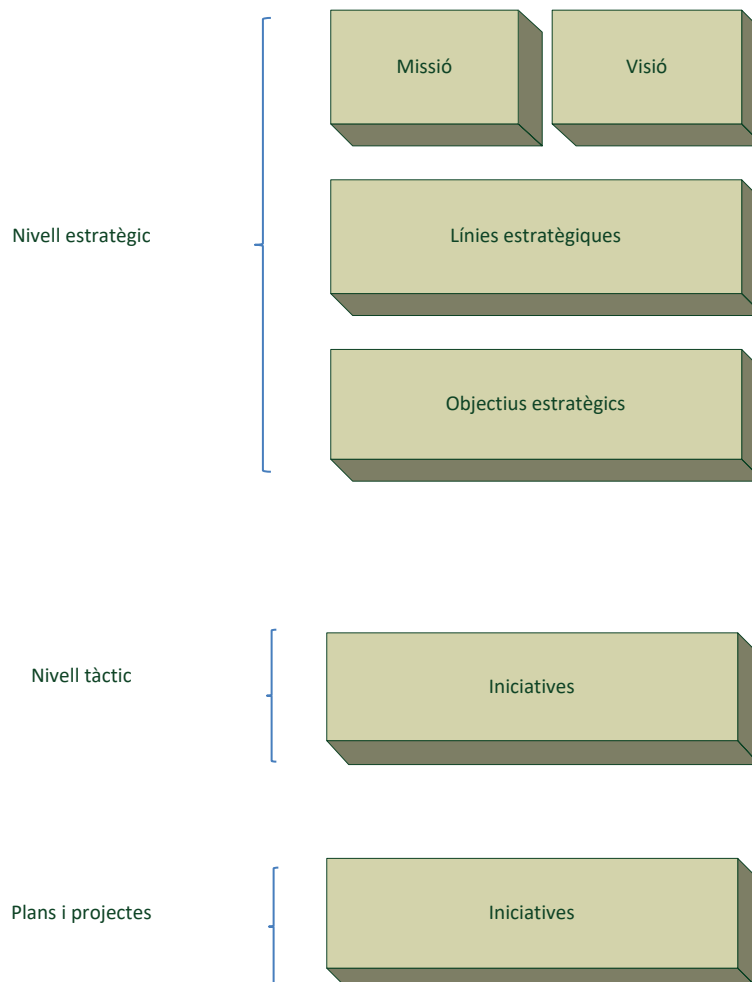 Missió
Visió
Nivell estratègic
Línies estratègiques
Objectius estratègics
Nivell tàctic
Iniciatives
Plans i projectes
Iniciatives